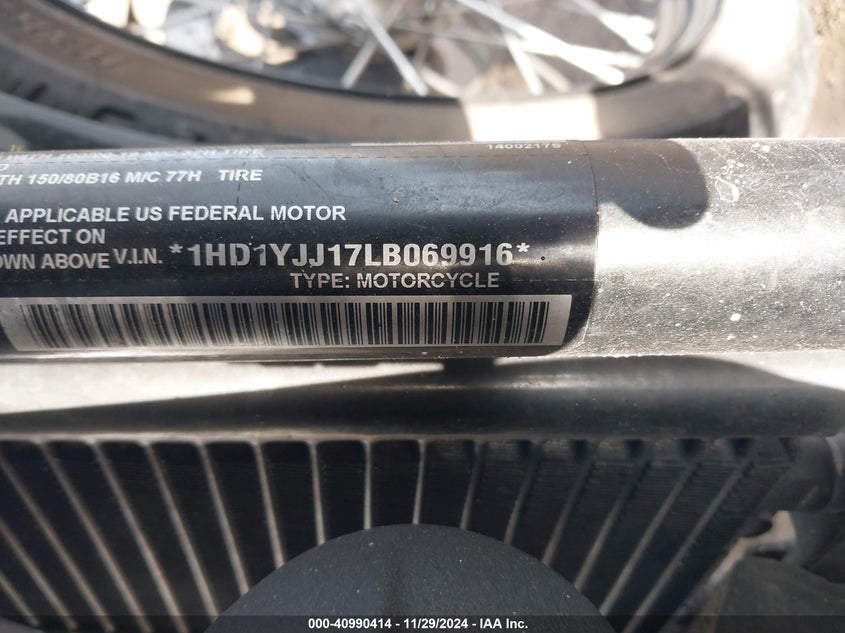 TIRE
14002175
TH 150/80B16 M/C 77H TIRE
APPLICABLE US FEDERAL MOTOR
EFFECT ON
OWN ABOVE V.I.N. *1HD1YJJ17LB069916*
TYPE: MOTORCYCLE
000-40990414 - 11/29/2024 - IAA Inc.